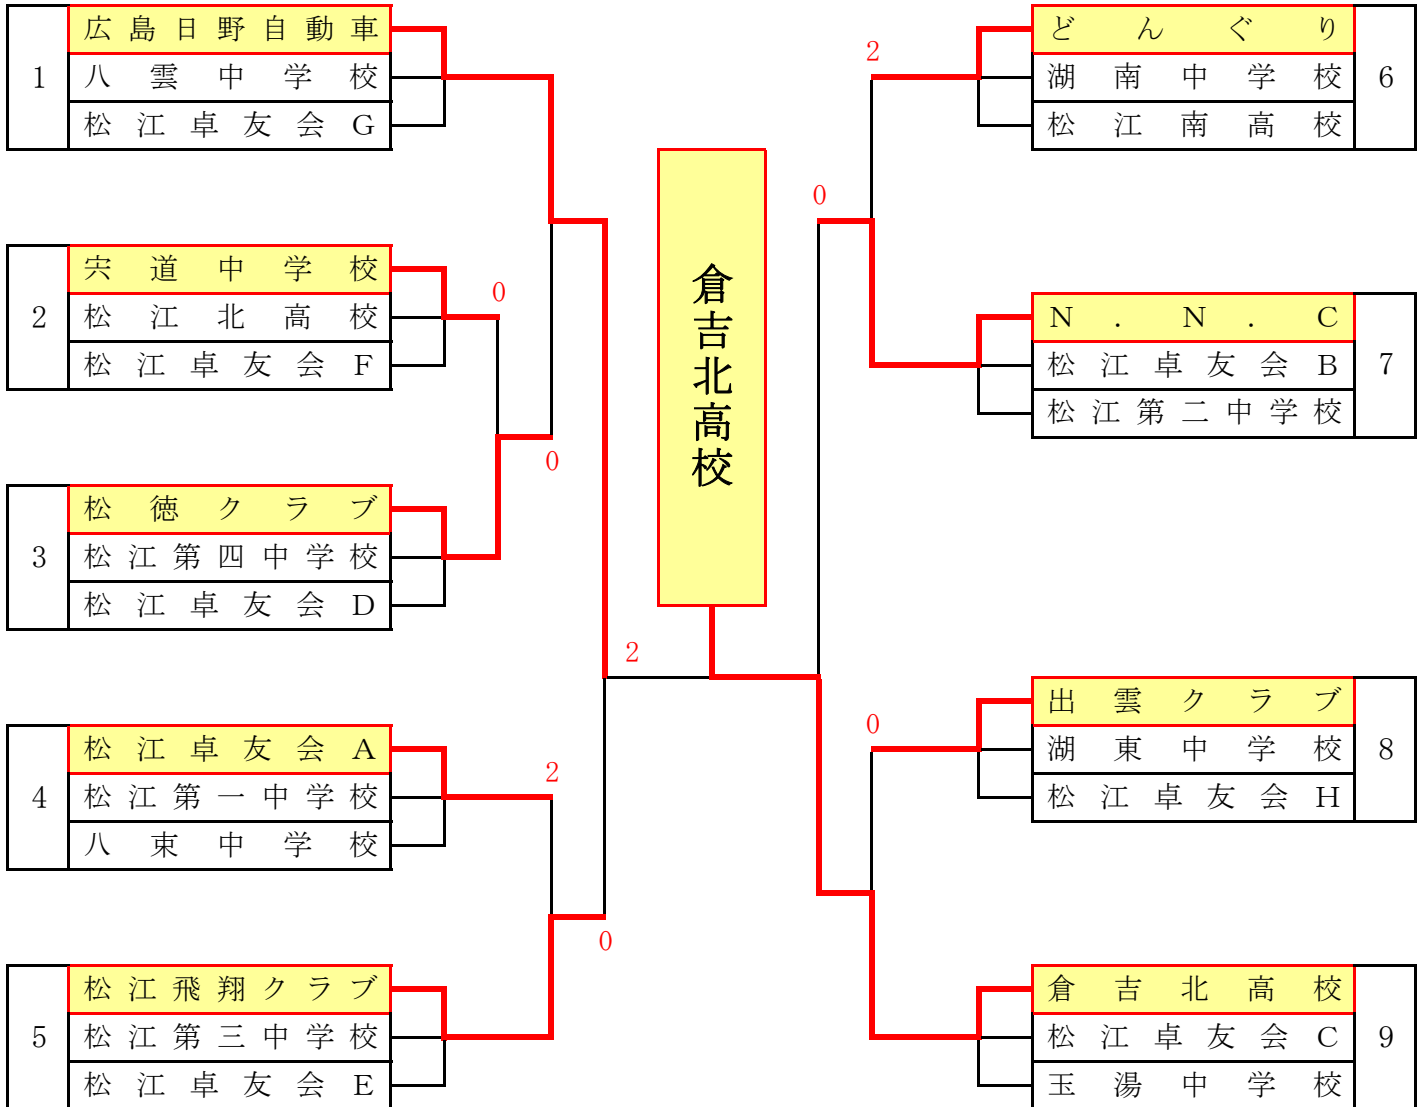 1
広島日野自動車
八雲中学校
松江卓友会G
2
宍道中学校
松江北高校
松江卓友会F
0
3
松徳クラブ
松江第四中学校
松江卓友会D
0
4
松江卓友会A
松江第一中学校
八束中学校
2
5
松江飛翔クラブ
松江第三中学校
松江卓友会E
0
2
倉吉北高校
0
2
どんぐり
湖南中学校
松江南高校
6
N.N.C
松江卓友会B
松江第二中学校
7
0
出雲クラブ
湖東中学校
松江卓友会H
8
倉吉北高校
松江卓友会C
玉湯中学校
9